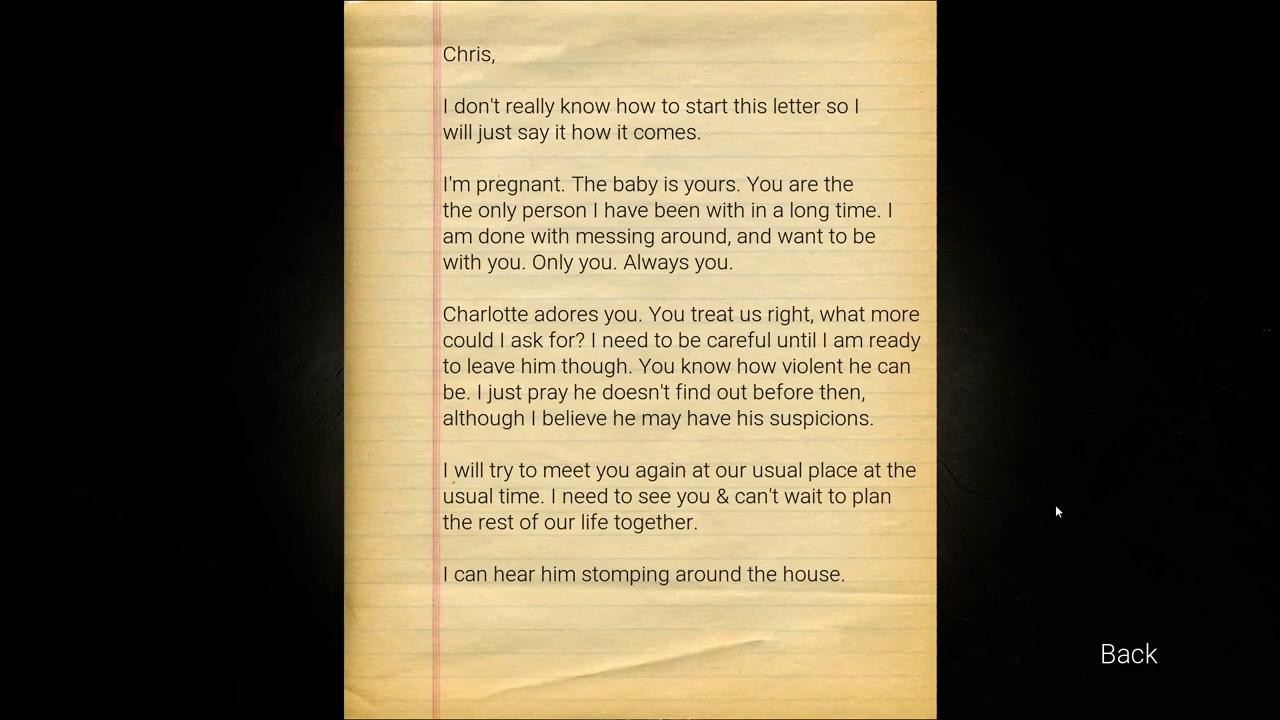 Chris,
I don't really know how to start this letter so I
will just say it how it comes.
I'm pregnant. The baby is yours. You are the
the only person I have been with in a long time. I
am done with messing around, and want to be
with you. Only you. Always you.
Charlotte adores you. You treat us right, what more
could I ask for? I need to be careful until I am ready
to leave him though. You know how violent he can
be. I just pray he doesn't find out before then,
although I believe he may have his suspicions.
I will try to meet you again at our usual place at the
usual time. I need to see you & can't wait to plan
the rest of our life together.
I can hear him stomping around the house.
Back